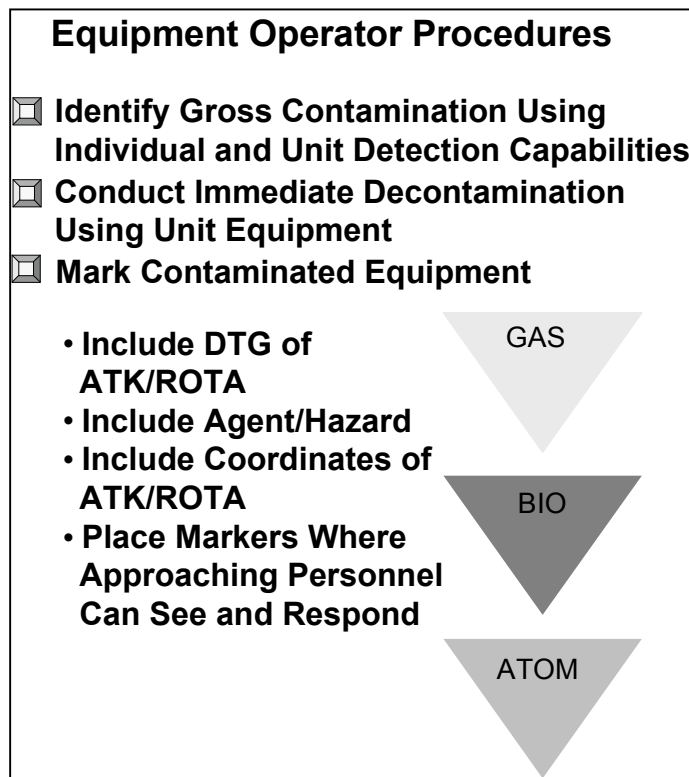 Equipment Operator Procedures
Identify Gross Contamination Using
Individual and Unit Detection Capabilities
Conduct Immediate Decontamination
Using Unit Equipment
Mark Contaminated Equipment
• Include DTG of
ATK/ROTA
• Include Agent/Hazard
• Include Coordinates of
ATK/ROTA
• Place Markers Where
Approaching Personnel
Can See and Respond
GAS
BIO
ATOM